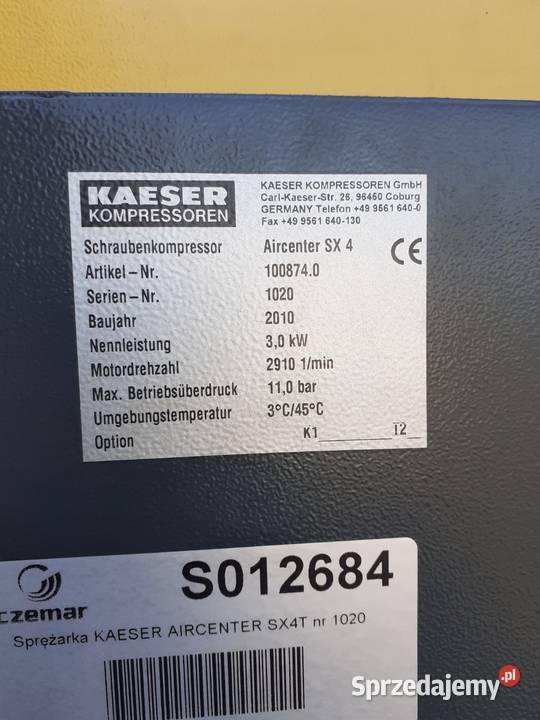 KAESER
KOMPRESSOREN
KAESER KOMPRESSOREN GmbH
Carl-Kaeser-Str. 26, 96450 Coburg
GERMANY Telefon +49 9561 640-0
Fax +49 9561 640-130
Schraubenkompressor Aircenter SX 4 CE
Artikel-Nr. 100874.0
Serien-Nr. 1020
Baujahr 2010
Nennleistung 3,0 kW
Motordrehzahl 2910 1/min
Max. Betriebsüberdruck 11,0 bar
Umgebungstemperatur 3°C/45°C
Option K1 T2
S012684
czemar
Sprężarka KAESER AIRCENTER SX4T nr 1020
Sprzedajemy.pl